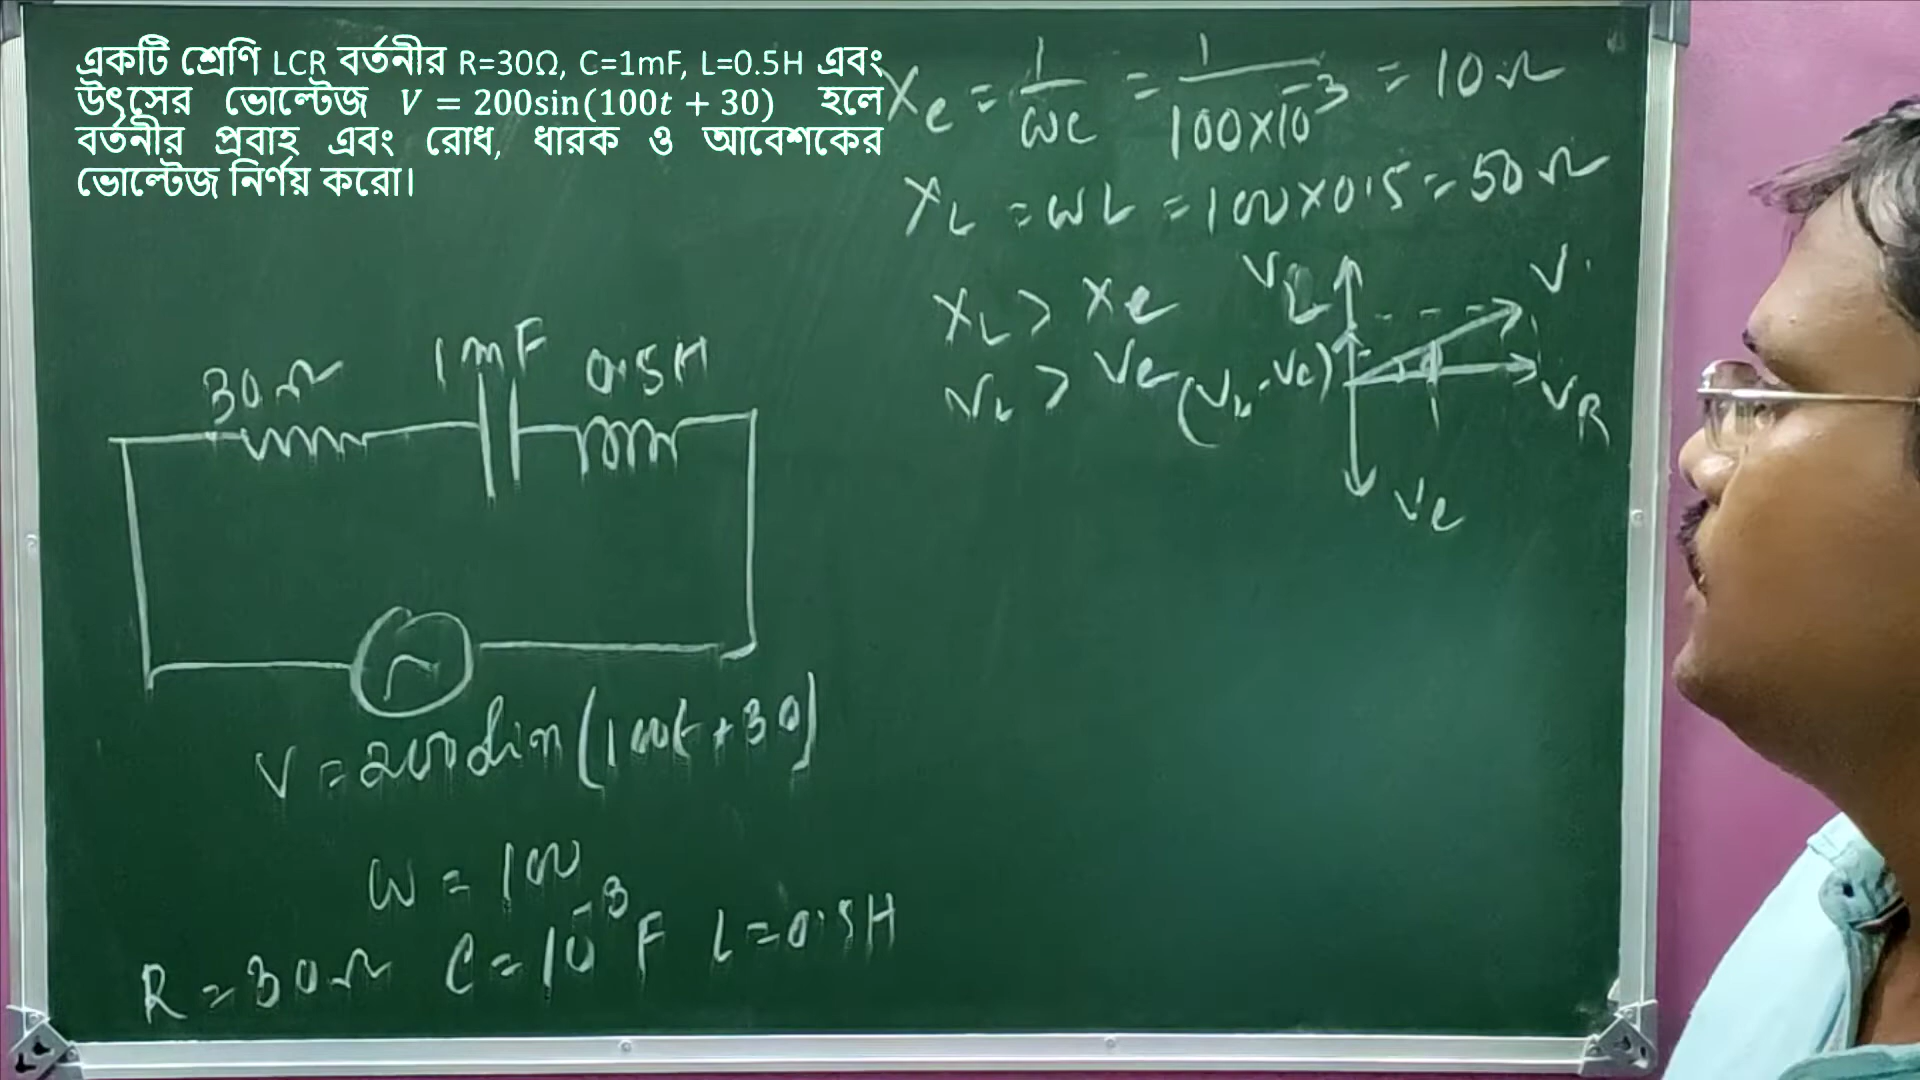 একটি শ্রেণি LCR বর্তনীর R=30Ω, C=1mF, L=0.5H এবং
উৎসের ভোল্টেজ V = 200sin(100t + 30) হলে
বর্তনীর প্রবাহ এবং রোধ, ধারক ও আবেশকের
ভোল্টেজ নির্ণয় করো।
30Ω 1mF 0.5H
V = 200sin(100t+30)
ω = 100
R = 30Ω C = 10⁻³F L = 0.5H
Xc = 1/ωC = 1/100×10⁻³ = 10Ω
XL = ωL = 100×0.5 = 50Ω
XL > Xc
VL > Vc
VL V
(VL-Vc) VR
Vc